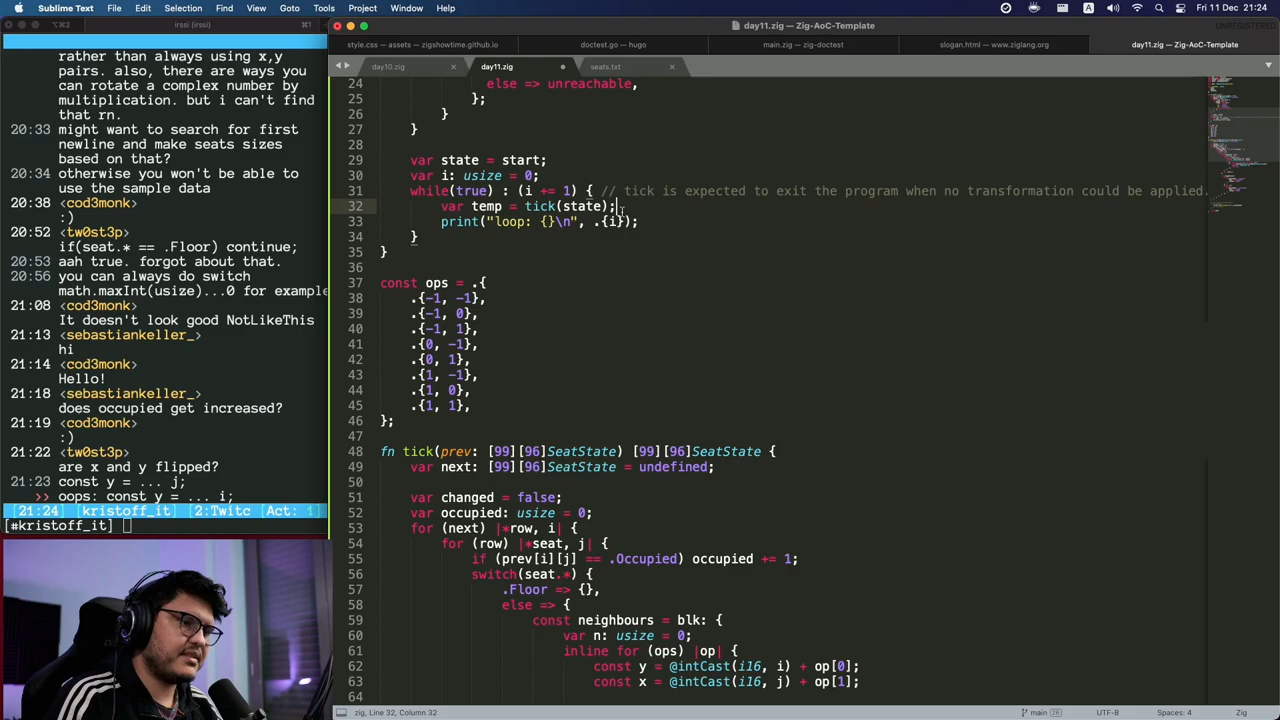 Sublime Text File Edit Selection Find View Goto Tools Project Window Help
Fri 11 Dec 21:24
⌥⌘2 irssi (irssi) ⌘1
day11.zig — Zig-AoC-Template
UNREGISTERED
style.css — assets — zigshowtime.github.io
doctest.go — hugo
main.zig — zig-doctest
slogan.html — www.ziglang.org
day11.zig — Zig-AoC-Template
day10.zig
day11.zig
seats.txt
rather than always using x,y
pairs. also, there are ways you
can rotate a complex number by
multiplication. but i can't find
that rn.
20:33 might want to search for first
newline and make seats sizes
based on that?
20:34 otherwise you won't be able to
use the sample data
20:38 <cod3monk>
:)
20:52 <tw0st3p>
if(seat.* == .Floor) continue;
20:53 aah true. forgot about that.
20:56 you can always do switch
math.maxInt(usize)...0 for example
21:08 <cod3monk>
It doesn't look good NotLikeThis
21:13 <sebastiankeller_>
hi
21:14 <cod3monk>
Hello!
21:18 <sebastiankeller_>
does occupied get increased?
21:19 <cod3monk>
:)
21:22 <tw0st3p>
are x and y flipped?
21:23 const y = ... j;
>> oops: const y = ... i;
[21:24] [kristoff_it] [2:Twitc [Act: 1]
[#kristoff_it]
24 else => unreachable,
25 };
26 }
27 }
28
29 var state = start;
30 var i: usize = 0;
31 while(true) : (i += 1) { // tick is expected to exit the program when no transformation could be applied.
32 var temp = tick(state);
33 print("loop: {}\n", .{i});
34 }
35 }
36
37 const ops = .{
38 .{-1, -1},
39 .{-1, 0},
40 .{-1, 1},
41 .{0, -1},
42 .{0, 1},
43 .{1, -1},
44 .{1, 0},
45 .{1, 1},
46 };
47
48 fn tick(prev: [99][96]SeatState) [99][96]SeatState {
49 var next: [99][96]SeatState = undefined;
50
51 var changed = false;
52 var occupied: usize = 0;
53 for (next) |*row, i| {
54 for (row) |*seat, j| {
55 if (prev[i][j] == .Occupied) occupied += 1;
56 switch(seat.*) {
57 .Floor => {},
58 else => {
59 const neighbours = blk: {
60 var n: usize = 0;
61 inline for (ops) |op| {
62 const y = @intCast(i16, i) + op[0];
63 const x = @intCast(i16, j) + op[1];
64
zig, Line 32, Column 32
main 26
UTF-8
Spaces: 4
Zig